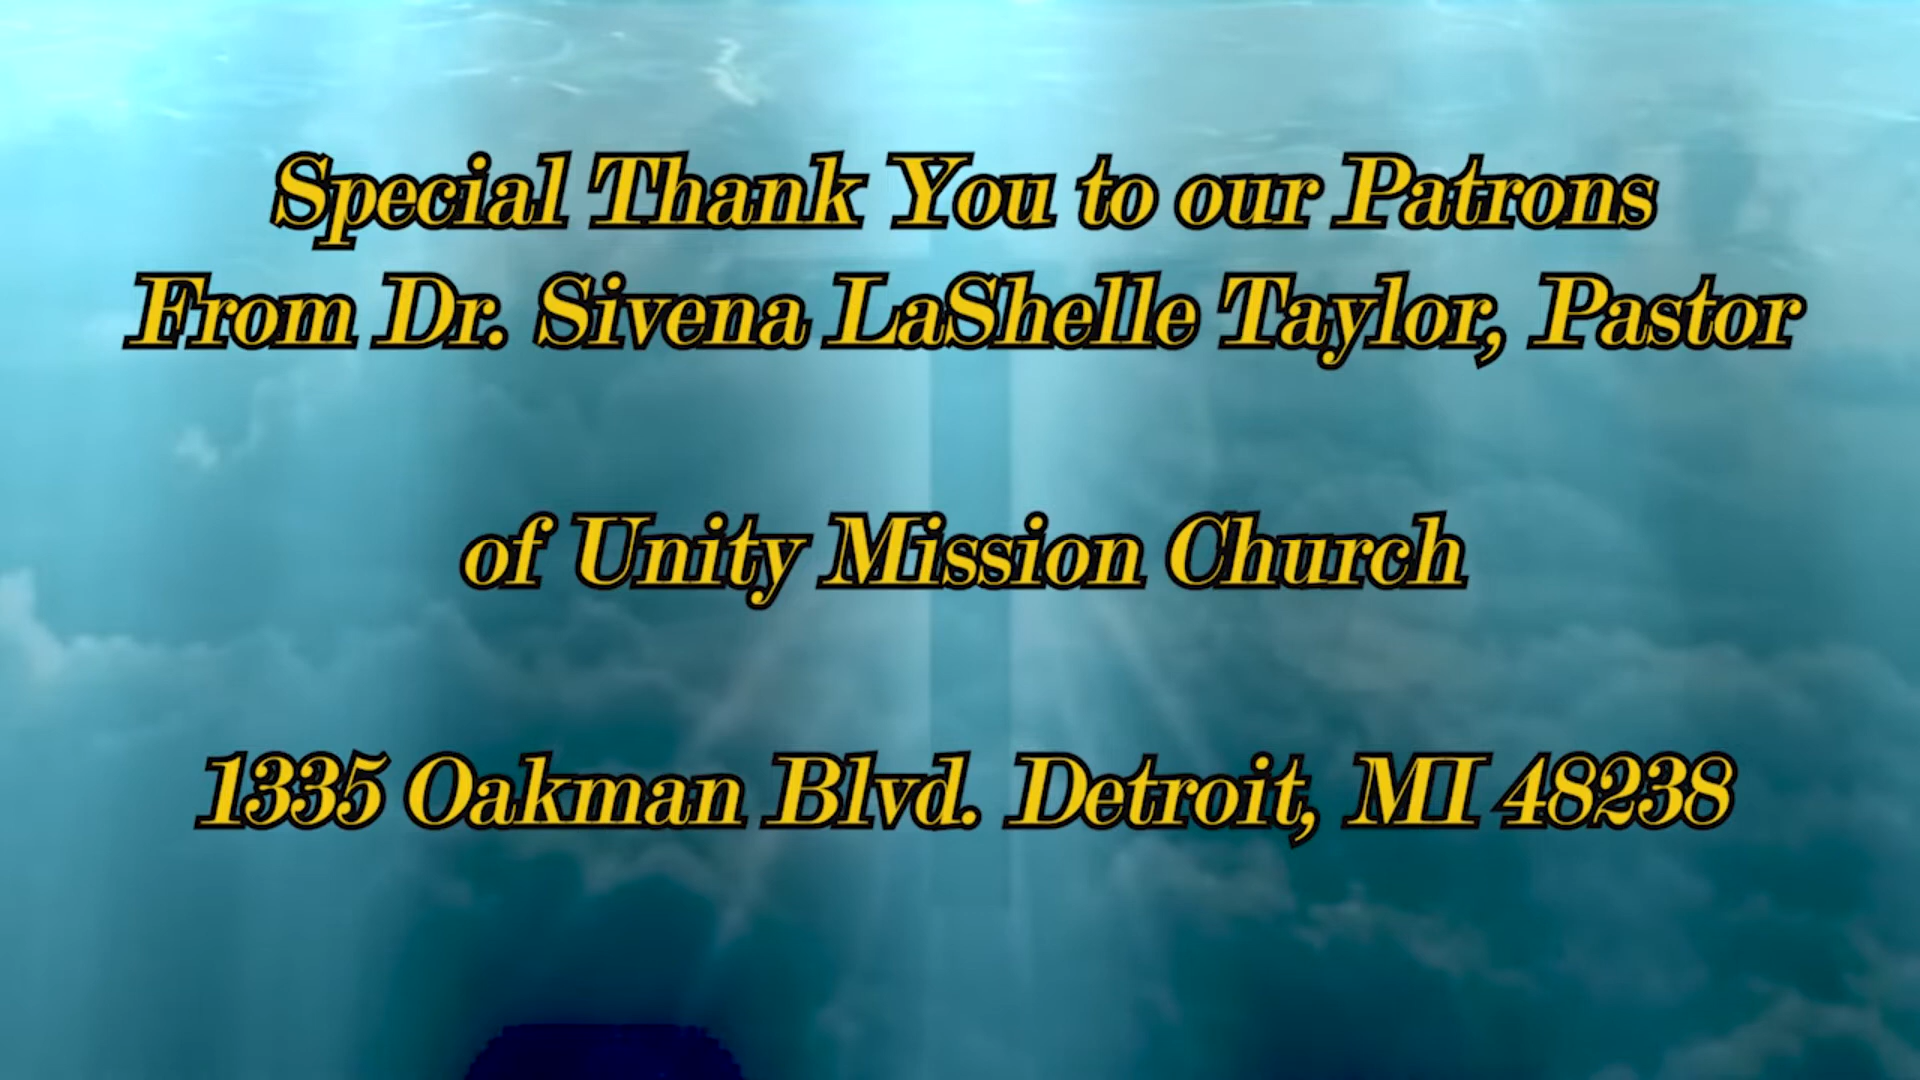 Special Thank You to our Patrons
From Dr. Sivena LaShelle Taylor, Pastor
of Unity Mission Church
1335 Oakman Blvd. Detroit, MI 48238